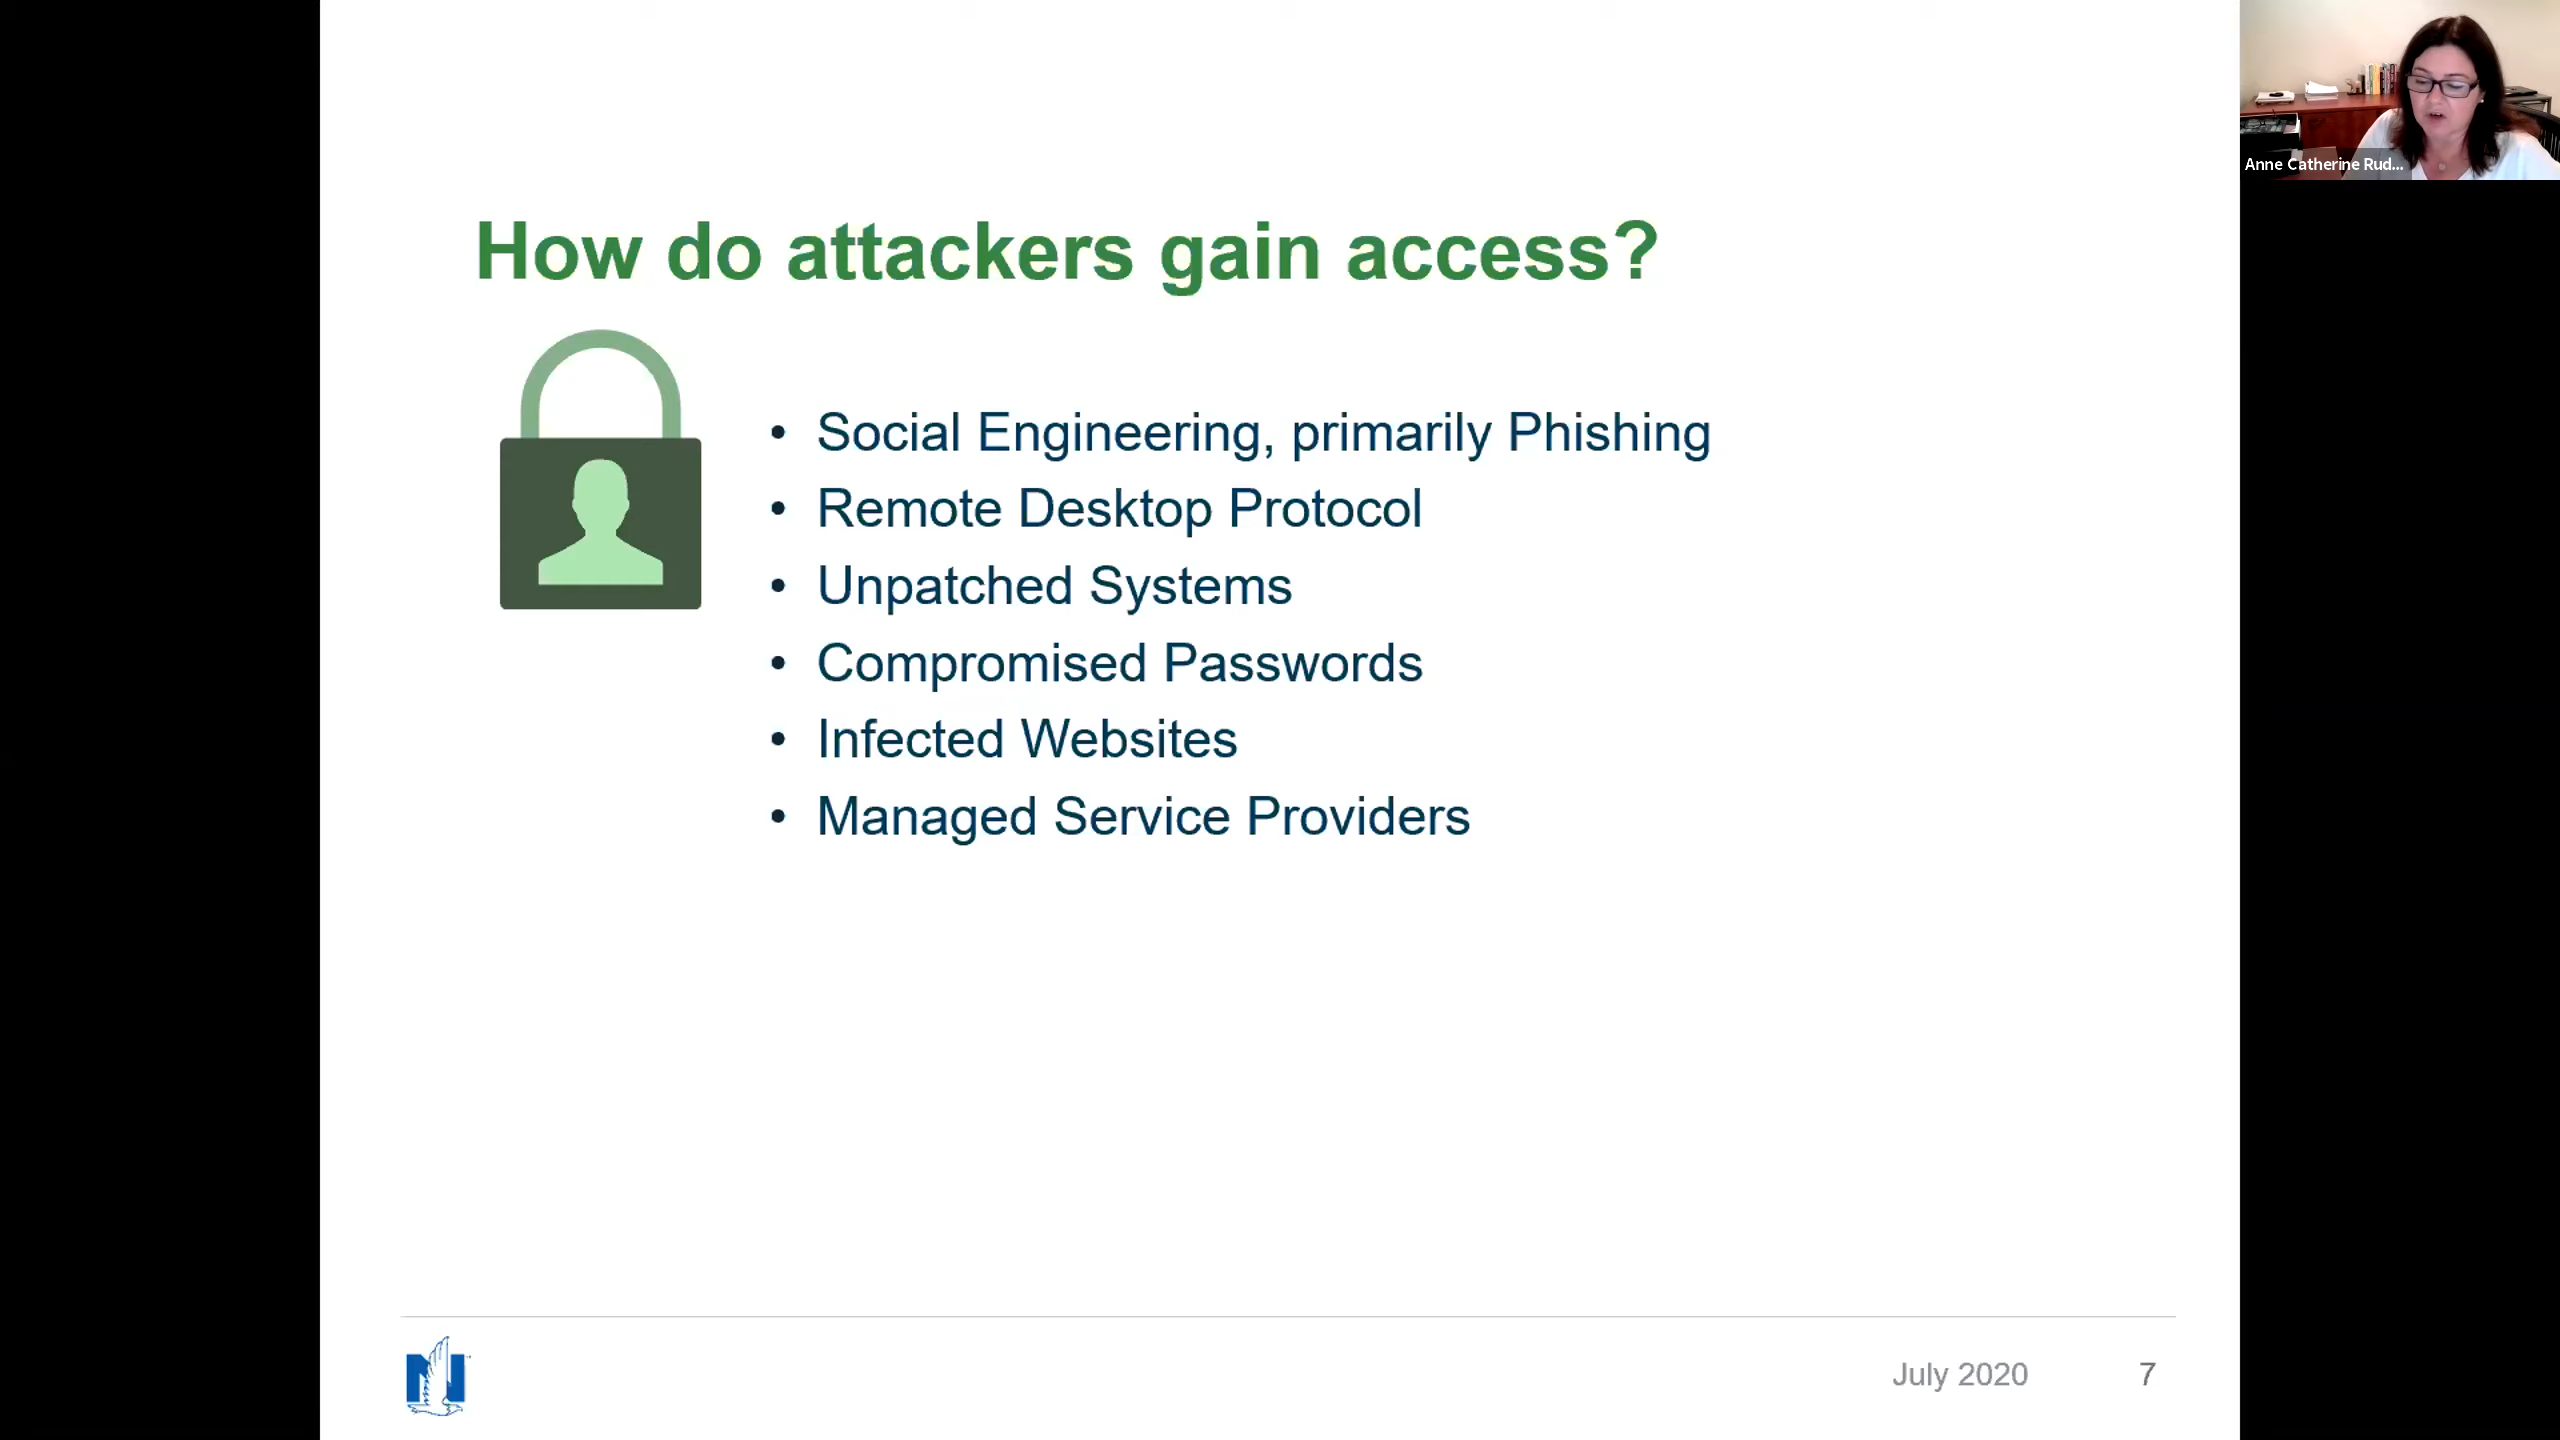 Anne Catherine Rud...
How do attackers gain access?
• Social Engineering, primarily Phishing
• Remote Desktop Protocol
• Unpatched Systems
• Compromised Passwords
• Infected Websites
• Managed Service Providers
N
July 2020
7